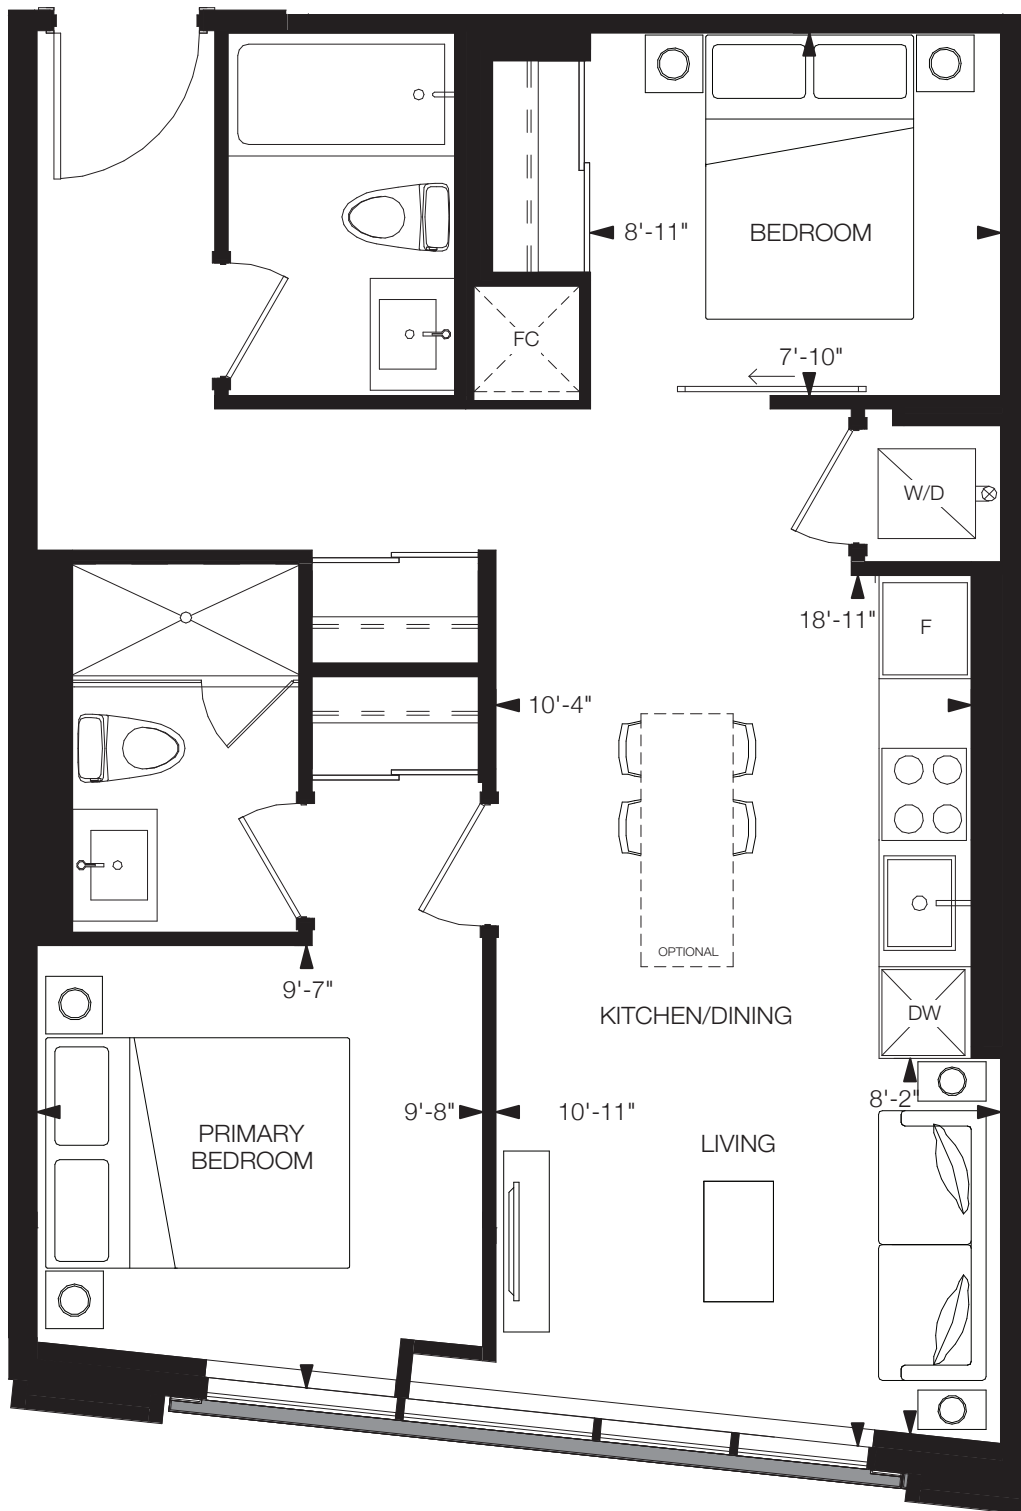 8'-11"
BEDROOM
FC
7'-10"
W/D
18'-11"
F
10'-4"
OPTIONAL
9'-7"
KITCHEN/DINING
DW
9'-8"
10'-11"
8'-2"
PRIMARY
BEDROOM
LIVING